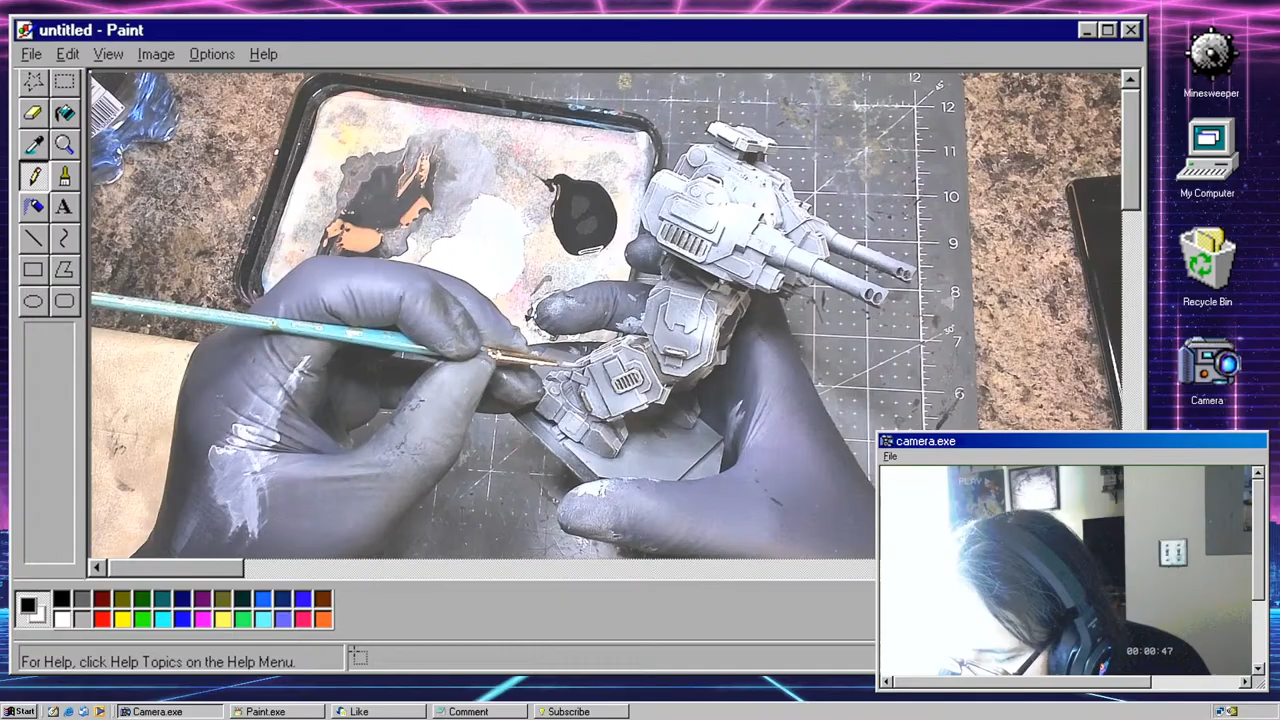 untitled - Paint
File Edit View Image Options Help
Minesweeper
My Computer
Recycle Bin
Camera
12
12
11
10
9
8
7
6
camera.exe
File
PLAY
00:00:47
For Help, click Help Topics on the Help Menu.
Start Camera.exe Paint.exe Like Comment Subscribe